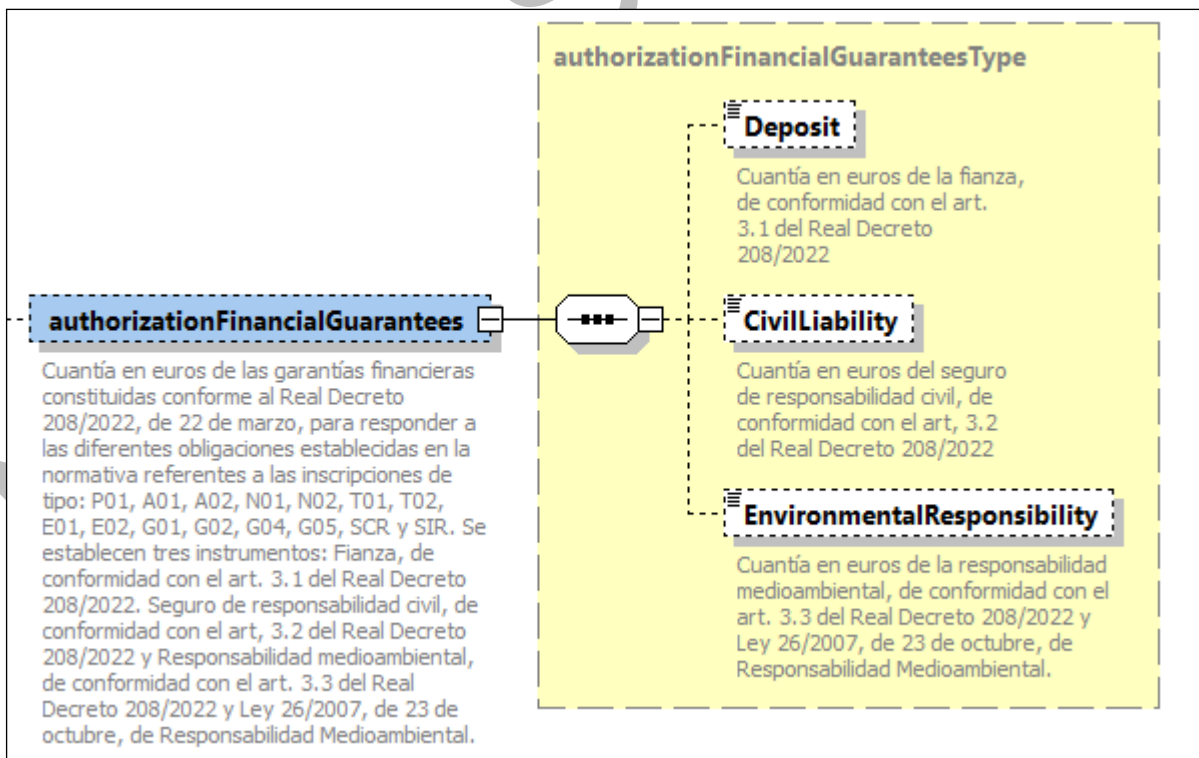 authorizationFinancialGuaranteesType
Deposit
Cuantía en euros de la fianza,
de conformidad con el art.
3.1 del Real Decreto
208/2022
authorizationFinancialGuarantees
Cuantía en euros de las garantías financieras
constituidas conforme al Real Decreto
208/2022, de 22 de marzo, para responder a
las diferentes obligaciones establecidas en la
normativa referentes a las inscripciones de
tipo: P01, A01, A02, N01, N02, T01, T02,
E01, E02, G01, G02, G04, G05, SCR y SIR. Se
establecen tres instrumentos: Fianza, de
conformidad con el art. 3.1 del Real Decreto
208/2022. Seguro de responsabilidad civil, de
conformidad con el art, 3.2 del Real Decreto
208/2022 y Responsabilidad medioambiental,
de conformidad con el art. 3.3 del Real
Decreto 208/2022 y Ley 26/2007, de 23 de
octubre, de Responsabilidad Medioambiental.
CivilLiability
Cuantía en euros del seguro
de responsabilidad civil, de
conformidad con el art, 3.2
del Real Decreto 208/2022
EnvironmentalResponsibility
Cuantía en euros de la responsabilidad
medioambiental, de conformidad con el
art. 3.3 del Real Decreto 208/2022 y
Ley 26/2007, de 23 de octubre, de
Responsabilidad Medioambiental.